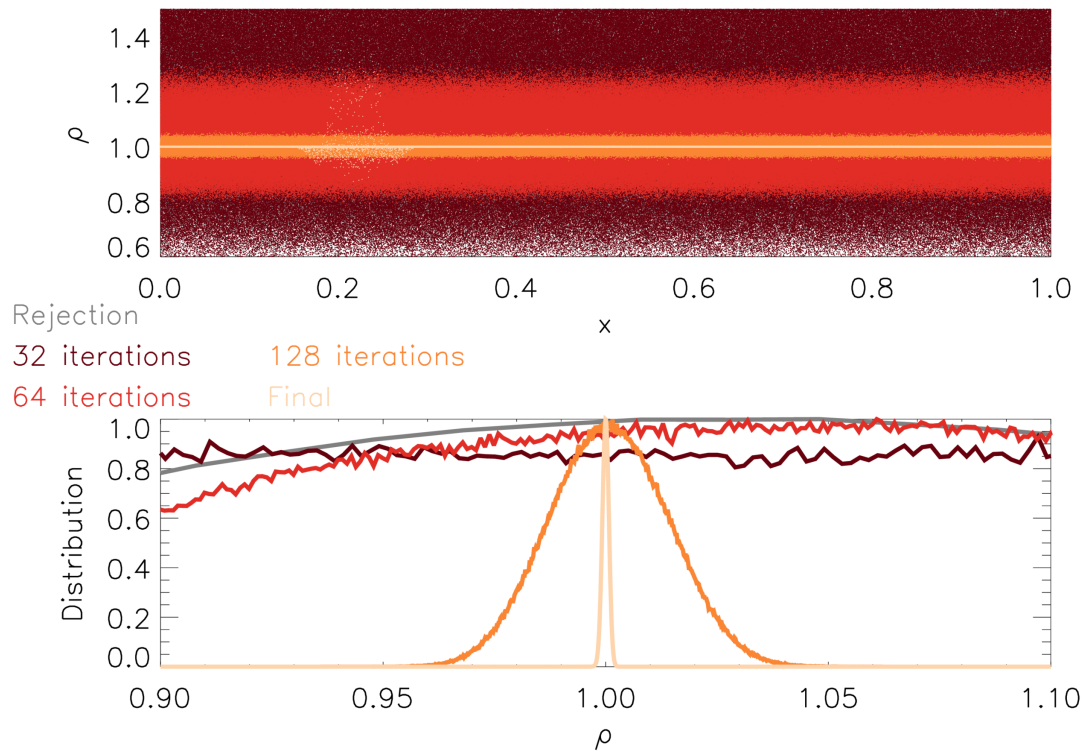 1.4
1.2
ρ
1.0
0.8
0.6
0.0 0.2 0.4 0.6 0.8 1.0
x
Rejection
32 iterations 128 iterations
64 iterations Final
1.0
0.8
0.6
Distribution
0.4
0.2
0.0
0.90 0.95 1.00 1.05 1.10
ρ